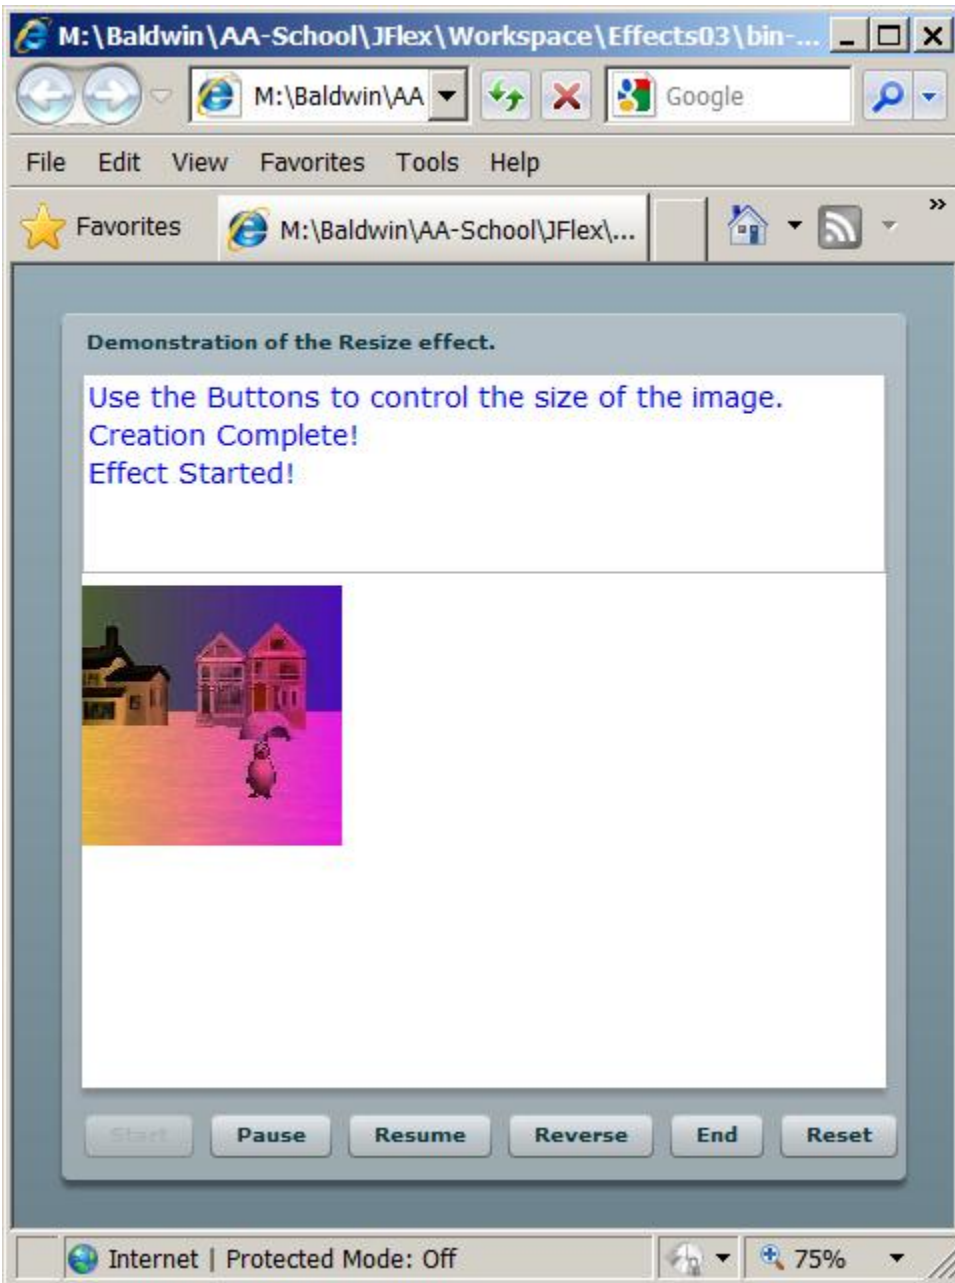 M:\Baldwin\AA-School\JFlex\Workspace\Effects03\bin-...
M:\Baldwin\AA
Google
File Edit View Favorites Tools Help
Favorites
M:\Baldwin\AA-School\JFlex\...
»
Demonstration of the Resize effect.
Use the Buttons to control the size of the image.
Creation Complete!
Effect Started!
Start Pause Resume Reverse End Reset
Internet | Protected Mode: Off
75%